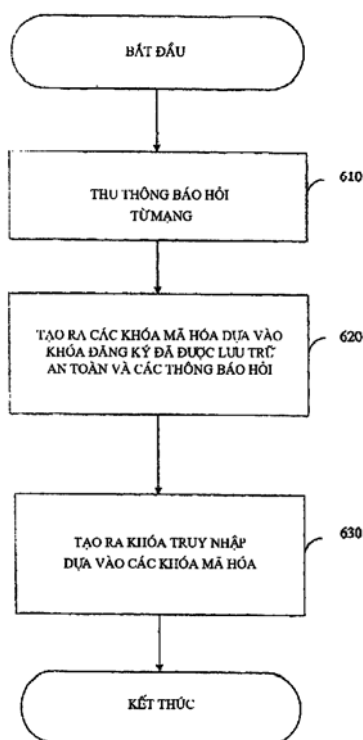 BẮT ĐẦU
THU THÔNG BÁO HỎI
TỪ MẠNG
610
TẠO RA CÁC KHÓA MÃ HÓA DỰA VÀO
KHÓA ĐĂNG KÝ ĐÃ ĐƯỢC LƯU TRỮ
AN TOÀN VÀ CÁC THÔNG BÁO HỎI
620
TẠO RA KHÓA TRUY NHẬP
DỰA VÀO CÁC KHÓA MÃ HÓA
630
KẾT THÚC